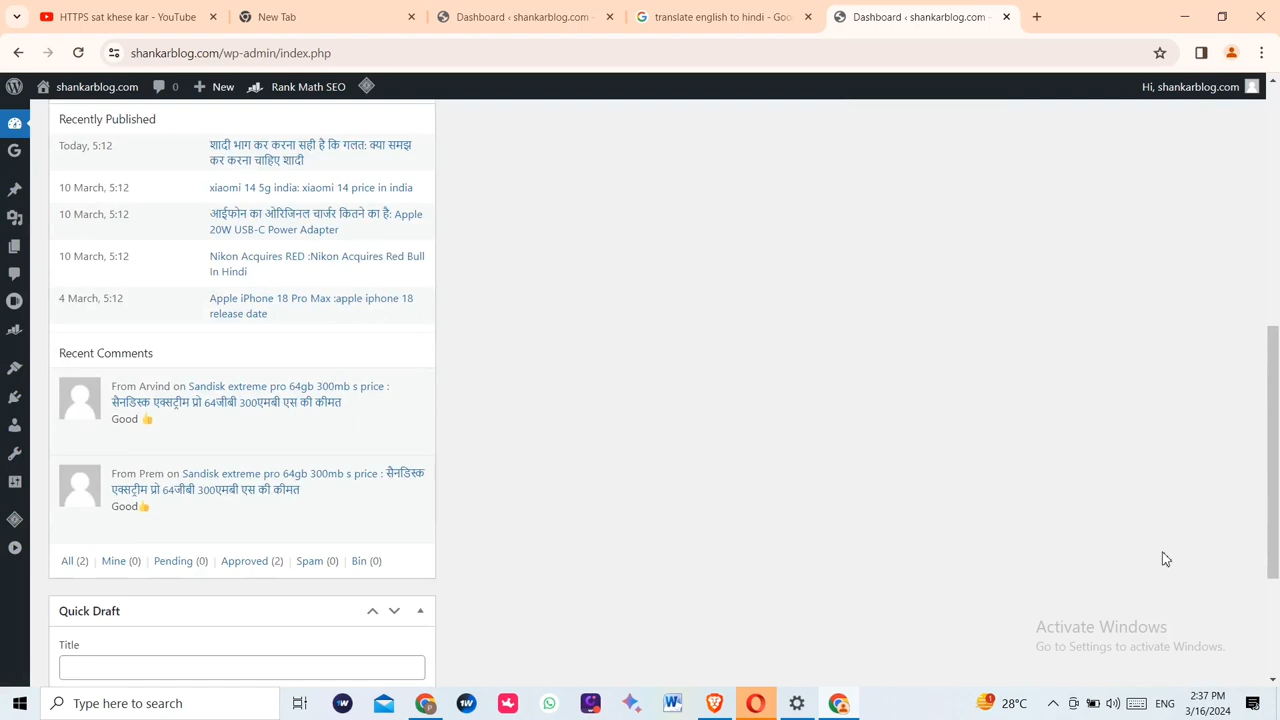 HTTPS sat khese kar - YouTube
New Tab
Dashboard ‹ shankarblog.com -
translate english to hindi - Goo
Dashboard ‹ shankarblog.com -
shankarblog.com/wp-admin/index.php
shankarblog.com
0
New
Rank Math SEO
Hi, shankarblog.com
Recently Published
Today, 5:12
शादी भाग कर करना सही है कि गलत: क्या समझ
कर करना चाहिए शादी
10 March, 5:12
xiaomi 14 5g india: xiaomi 14 price in india
10 March, 5:12
आईफोन का ओरिजिनल चार्जर कितने का है: Apple
20W USB-C Power Adapter
10 March, 5:12
Nikon Acquires RED :Nikon Acquires Red Bull
In Hindi
4 March, 5:12
Apple iPhone 18 Pro Max :apple iphone 18
release date
Recent Comments
From Arvind on Sandisk extreme pro 64gb 300mb s price :
सैनडिस्क एक्सट्रीम प्रो 64जीबी 300एमबी एस की कीमत
Good 👍
From Prem on Sandisk extreme pro 64gb 300mb s price : सैनडिस्क
एक्सट्रीम प्रो 64जीबी 300एमबी एस की कीमत
Good👍
All (2) | Mine (0) | Pending (0) | Approved (2) | Spam (0) | Bin (0)
Quick Draft
Title
Activate Windows
Go to Settings to activate Windows.
Type here to search
1W
1W
1
28°C
ENG
2:37 PM
3/16/2024